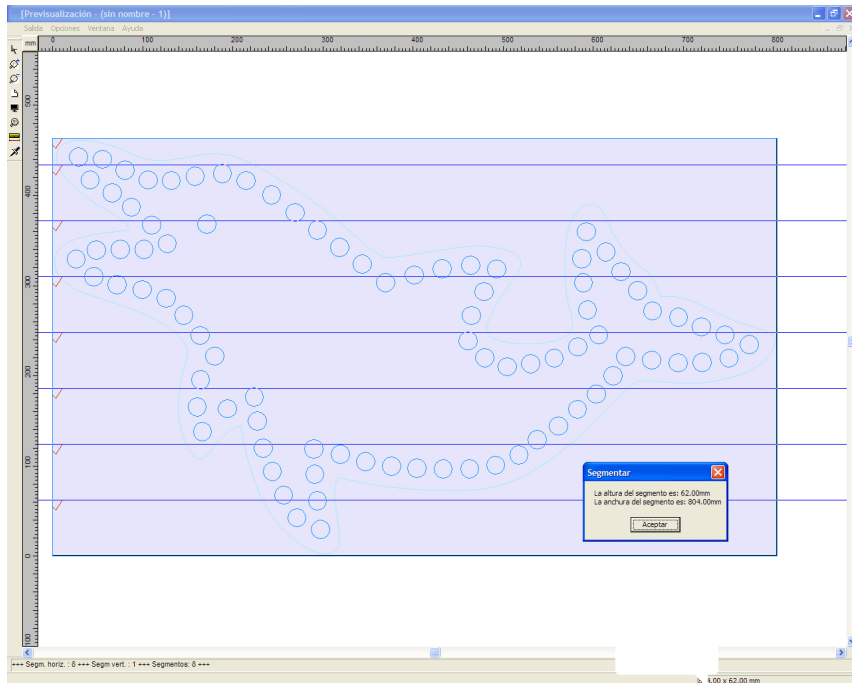 [Previsualización - (sin nombre - 1)]
Salida Opciones Ventana Ayuda
mm 0 100 200 300 400 500 600 700 800
500
400
300
200
100
0
100
Segmentar
La altura del segmento es: 62.00mm
La anchura del segmento es: 804.00mm
Aceptar
+++ Segm. horiz. : 8 +++ Segm vert. : 1 +++ Segmentos: 8 +++
4.00 x 62.00 mm